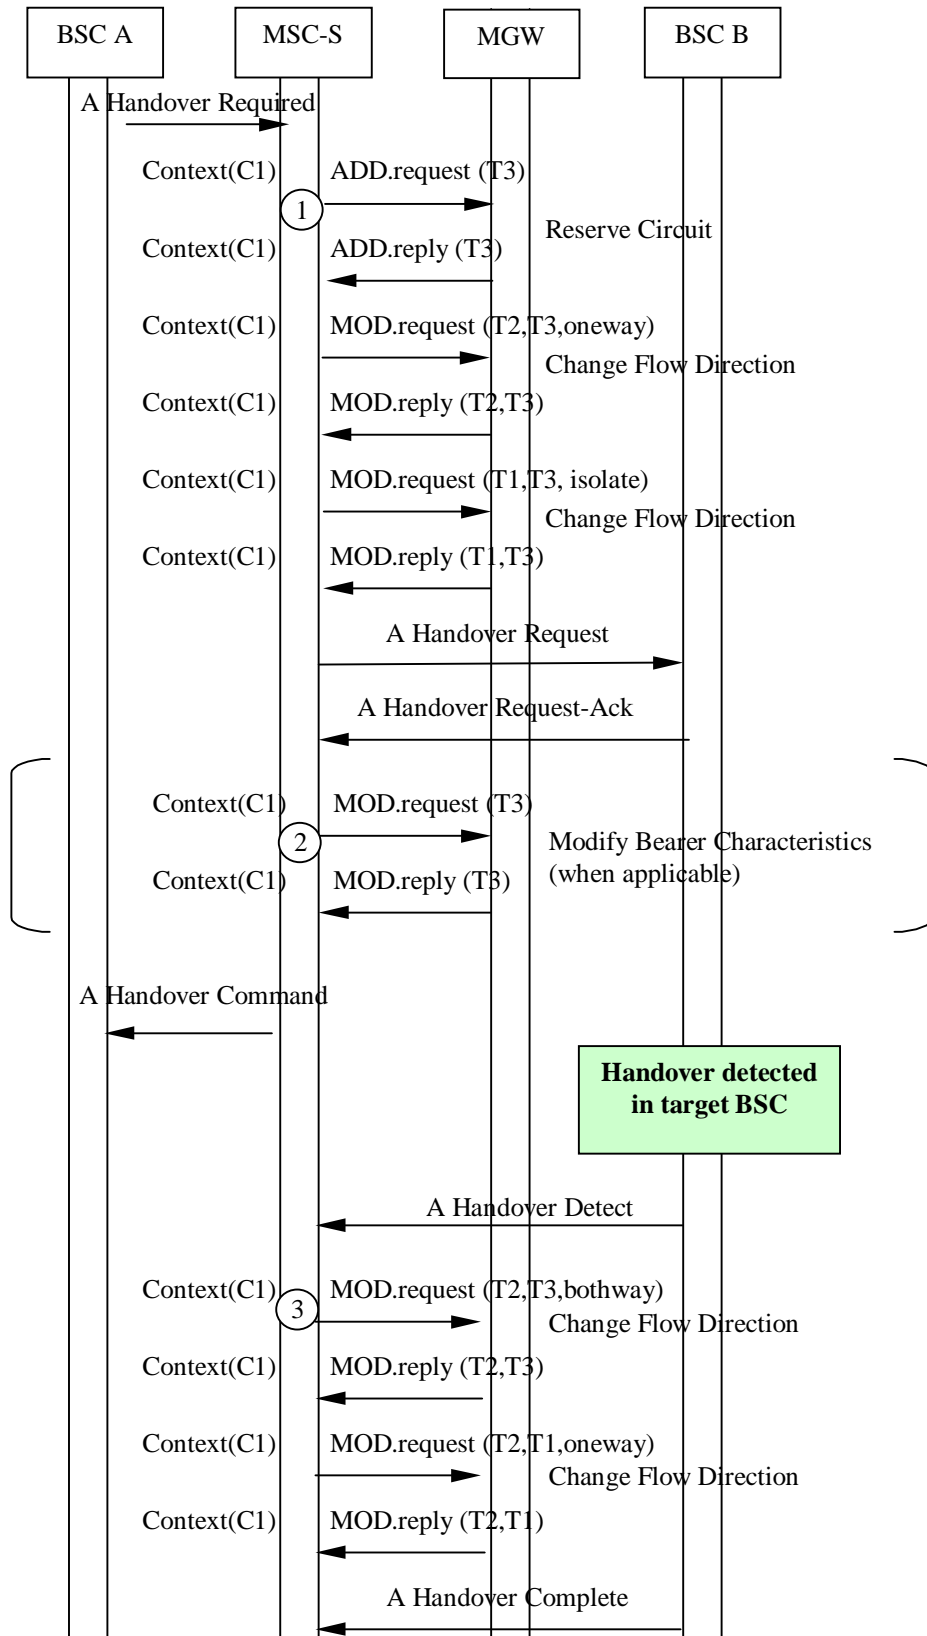 BSC A
MSC-S
MGW
BSC B
A Handover Required
Context(C1)
ADD.request (T3)
1
Reserve Circuit
Context(C1)
ADD.reply (T3)
Context(C1)
MOD.request (T2,T3,oneway)
Change Flow Direction
Context(C1)
MOD.reply (T2,T3)
Context(C1)
MOD.request (T1,T3, isolate)
Change Flow Direction
Context(C1)
MOD.reply (T1,T3)
A Handover Request
A Handover Request-Ack
Context(C1)
MOD.request (T3)
2
Modify Bearer Characteristics
(when applicable)
Context(C1)
MOD.reply (T3)
A Handover Command
Handover detected
in target BSC
A Handover Detect
Context(C1)
MOD.request (T2,T3,bothway)
3
Change Flow Direction
Context(C1)
MOD.reply (T2,T3)
Context(C1)
MOD.request (T2,T1,oneway)
Change Flow Direction
Context(C1)
MOD.reply (T2,T1)
A Handover Complete